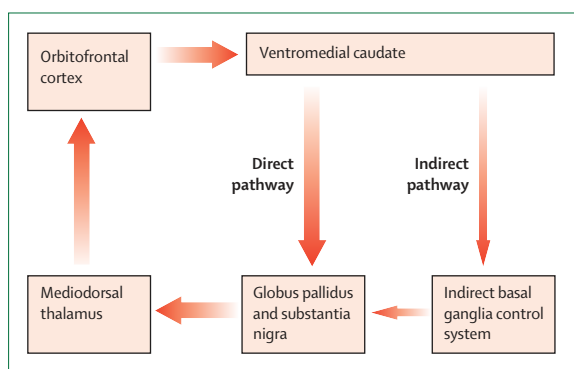 Orbitofrontal
cortex
Ventromedial caudate
Direct
pathway
Indirect
pathway
Mediodorsal
thalamus
Globus pallidus
and substantia
nigra
Indirect basal
ganglia control
system